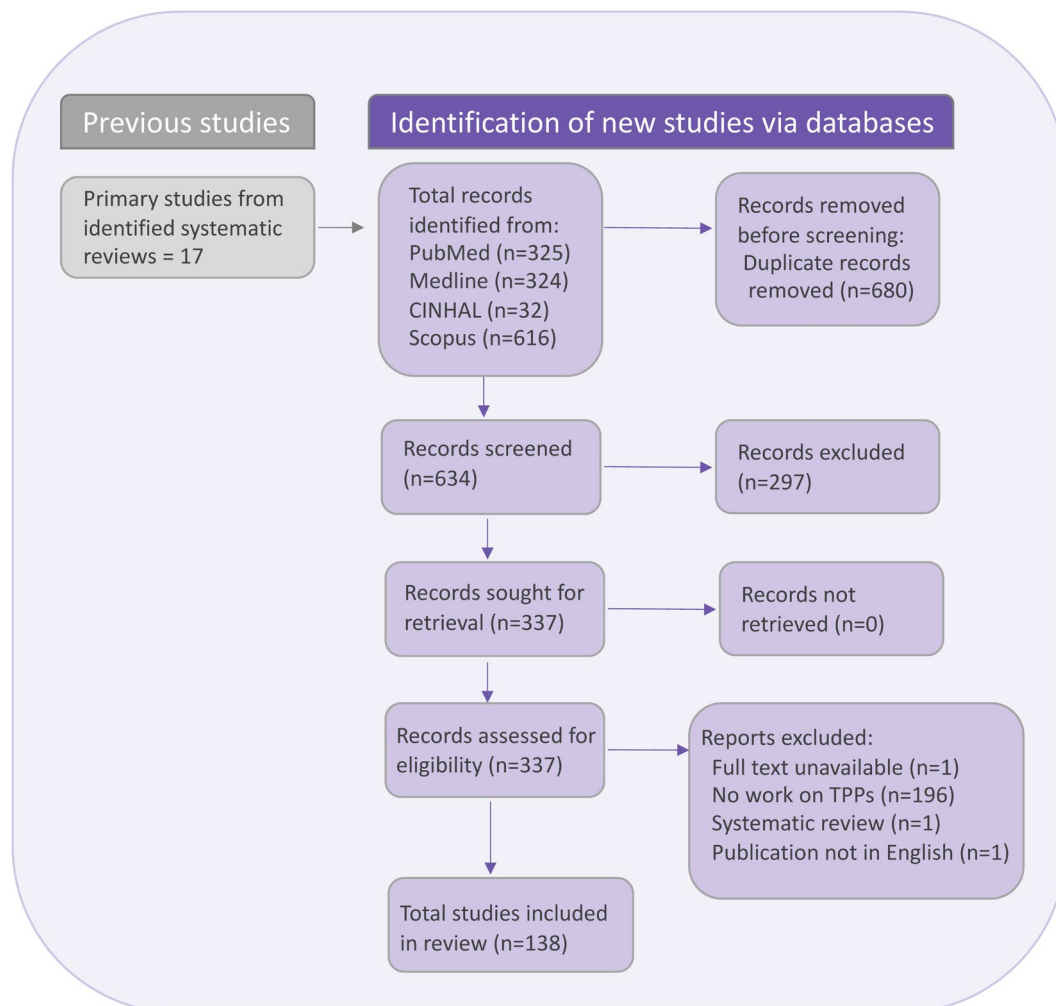 Previous studies
Identification of new studies via databases
Primary studies from
identified systematic
reviews = 17
Total records
identified from:
PubMed (n=325)
Medline (n=324)
CINHAL (n=32)
Scopus (n=616)
Records removed
before screening:
Duplicate records
removed (n=680)
Records screened
(n=634)
Records excluded
(n=297)
Records sought for
retrieval (n=337)
Records not
retrieved (n=0)
Records assessed for
eligibility (n=337)
Reports excluded:
Full text unavailable (n=1)
No work on TPPs (n=196)
Systematic review (n=1)
Publication not in English (n=1)
Total studies included
in review (n=138)